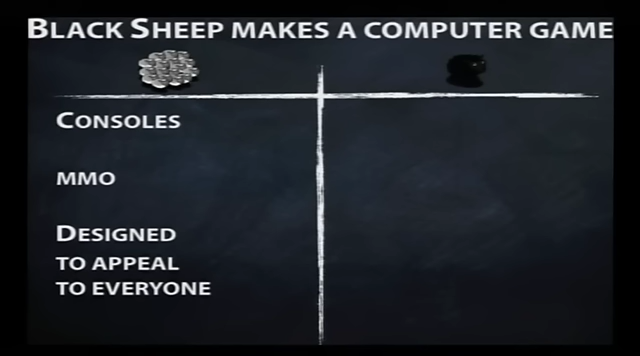 BLACK SHEEP MAKES A COMPUTER GAME
CONSOLES
MMO
DESIGNED
TO APPEAL
TO EVERYONE